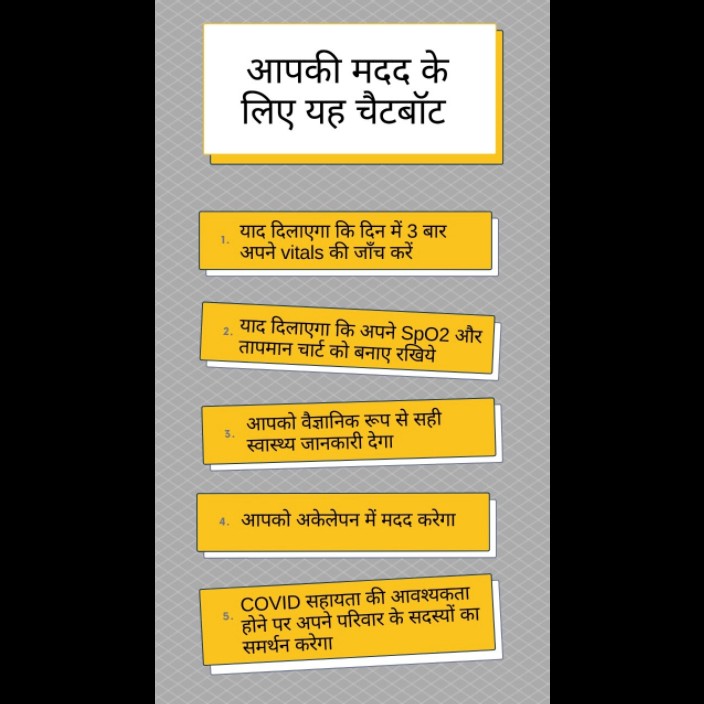 आपकी मदद के
लिए यह चैटबॉट
1. याद दिलाएगा कि दिन में 3 बार
अपने vitals की जाँच करें
2. याद दिलाएगा कि अपने SpO2 और
तापमान चार्ट को बनाए रखिये
3. आपको वैज्ञानिक रूप से सही
स्वास्थ्य जानकारी देगा
4. आपको अकेलेपन में मदद करेगा
5. COVID सहायता की आवश्यकता
होने पर अपने परिवार के सदस्यों का
समर्थन करेगा